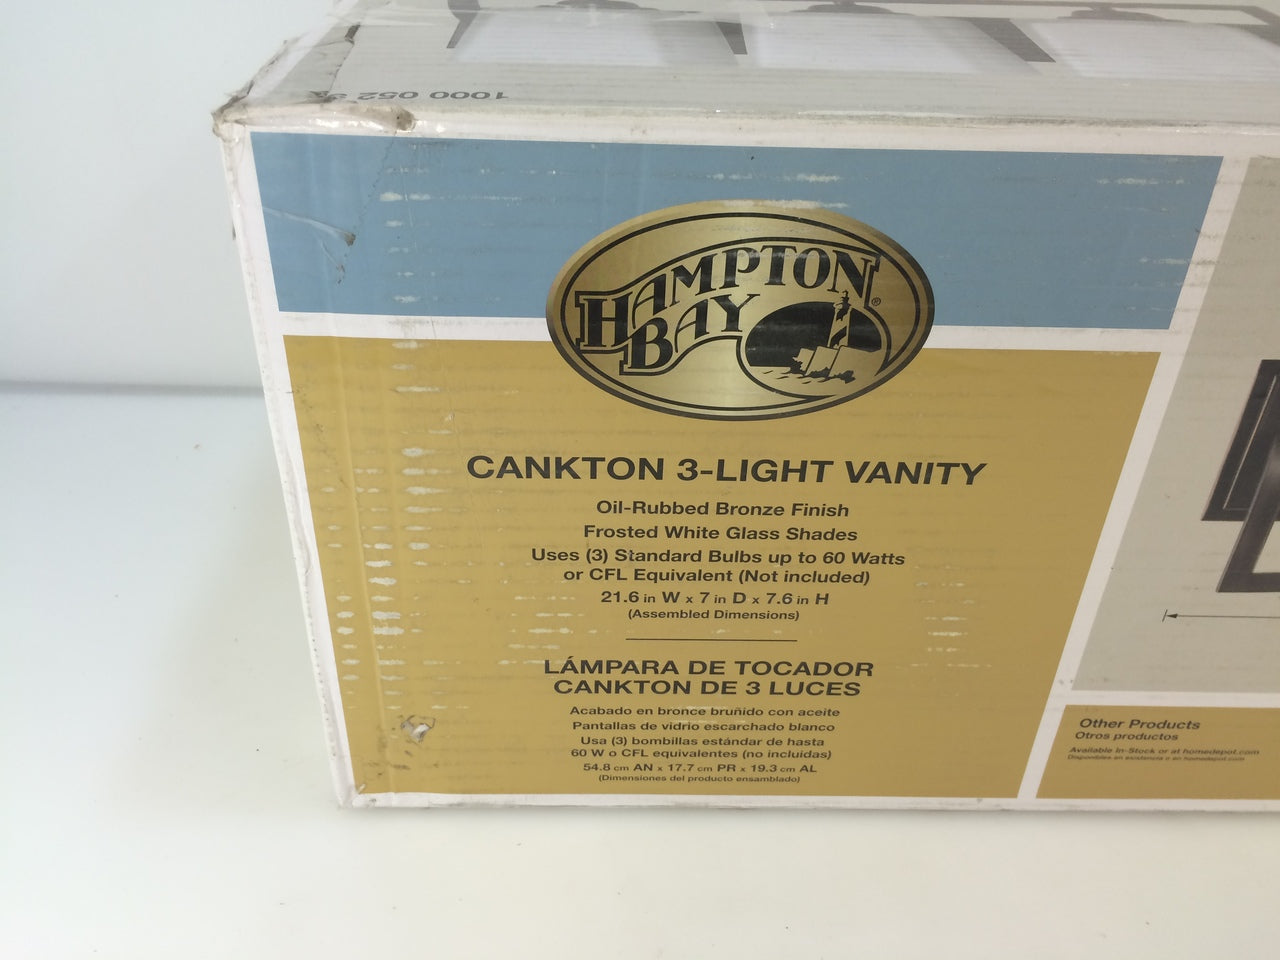 1000 052
HAMPTON
BAY
®
CANKTON 3-LIGHT VANITY
Oil-Rubbed Bronze Finish
Frosted White Glass Shades
Uses (3) Standard Bulbs up to 60 Watts
or CFL Equivalent (Not included)
21.6 in W x 7 in D x 7.6 in H
(Assembled Dimensions)
LÁMPARA DE TOCADOR
CANKTON DE 3 LUCES
Acabado en bronce bruñido con aceite
Pantallas de vidrio escarchado blanco
Usa (3) bombillas estándar de hasta
60 W o CFL equivalentes (no incluidas)
54.8 cm AN x 17.7 cm PR x 19.3 cm AL
(Dimensiones del producto ensamblado)
Other Products
Otros productos
Available In-Stock or at homedepot.com
Disponibles en existencia o en homedepot.com